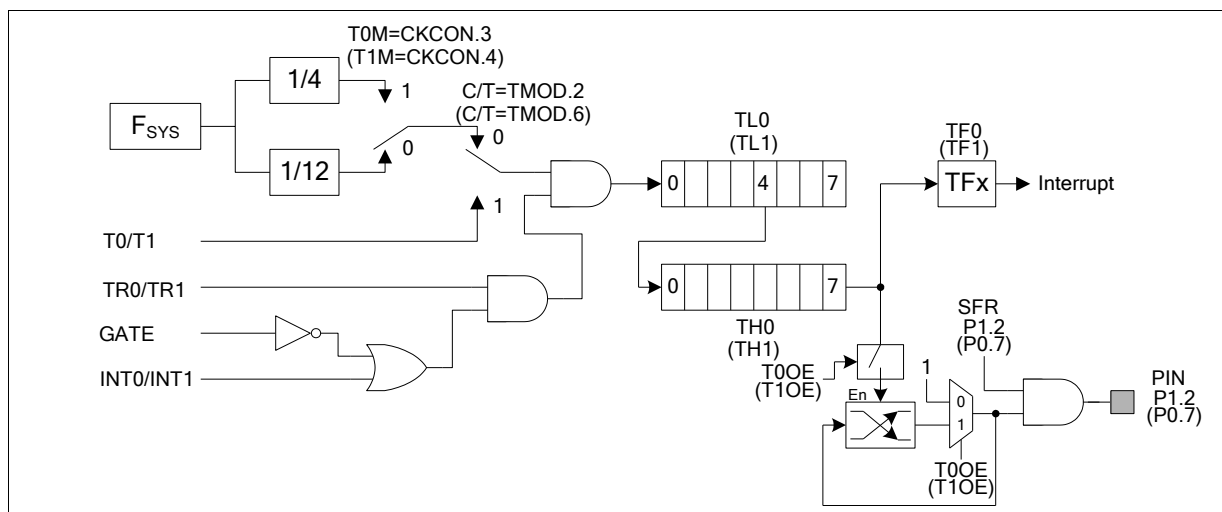 T0M=CKCON.3
(T1M=CKCON.4)
1/4
1
C/T=TMOD.2
(C/T=TMOD.6)
FSYS
0
0
1/12
1
TL0
(TL1)
0 4 7
TF0
(TF1)
TFx
Interrupt
T0/T1
TR0/TR1
0 7
TH0
(TH1)
GATE
INT0/INT1
SFR
P1.2
(P0.7)
T0OE
(T1OE)
1
En
0
1
PIN
P1.2
(P0.7)
T0OE
(T1OE)